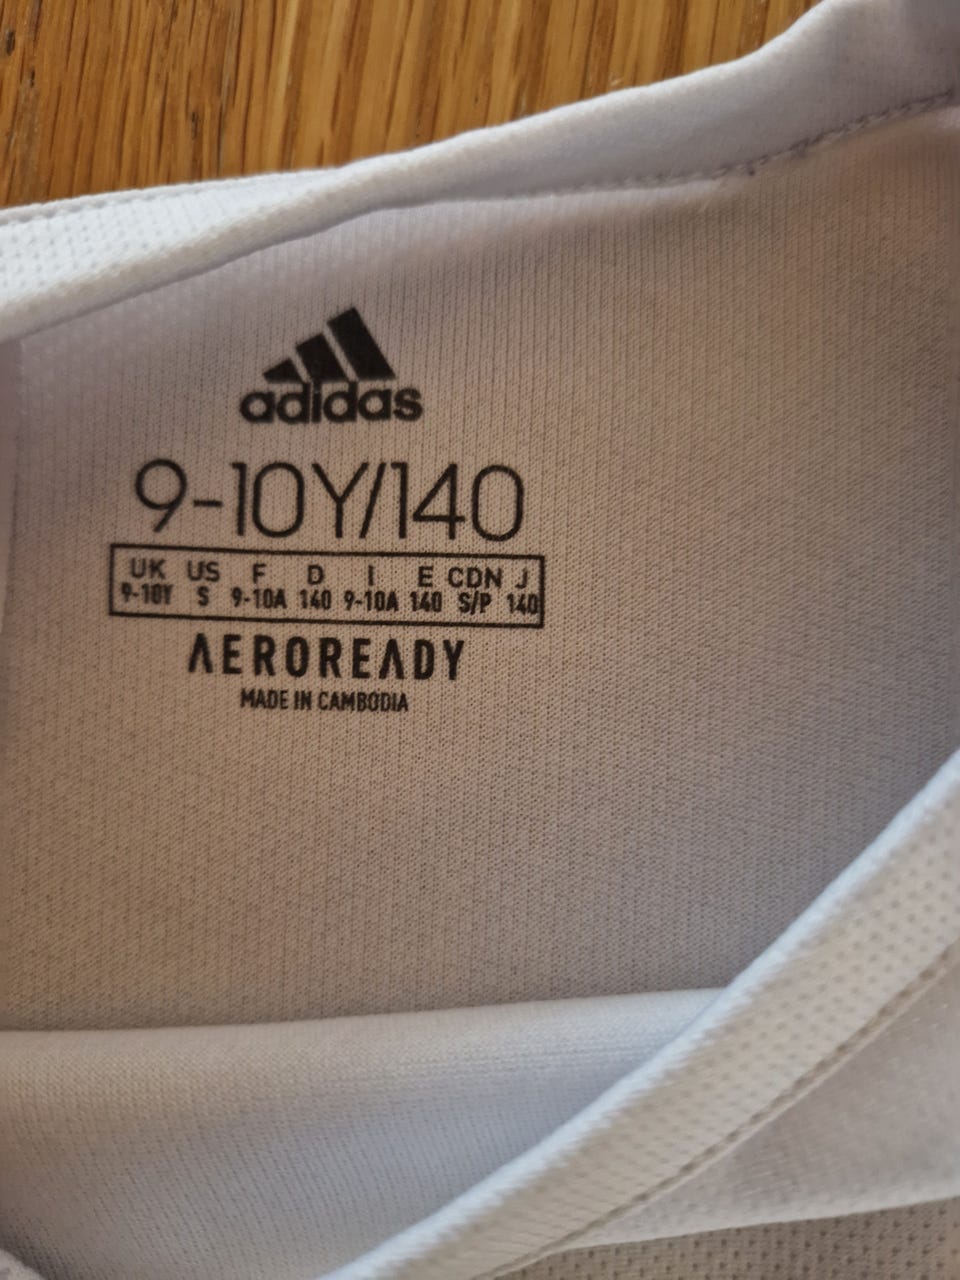 adidas
9-10Y/140
UK US F D I E CDN J
9-10Y S 9-10A 140 9-10A 140 S/P 140
AEROREADY
MADE IN CAMBODIA